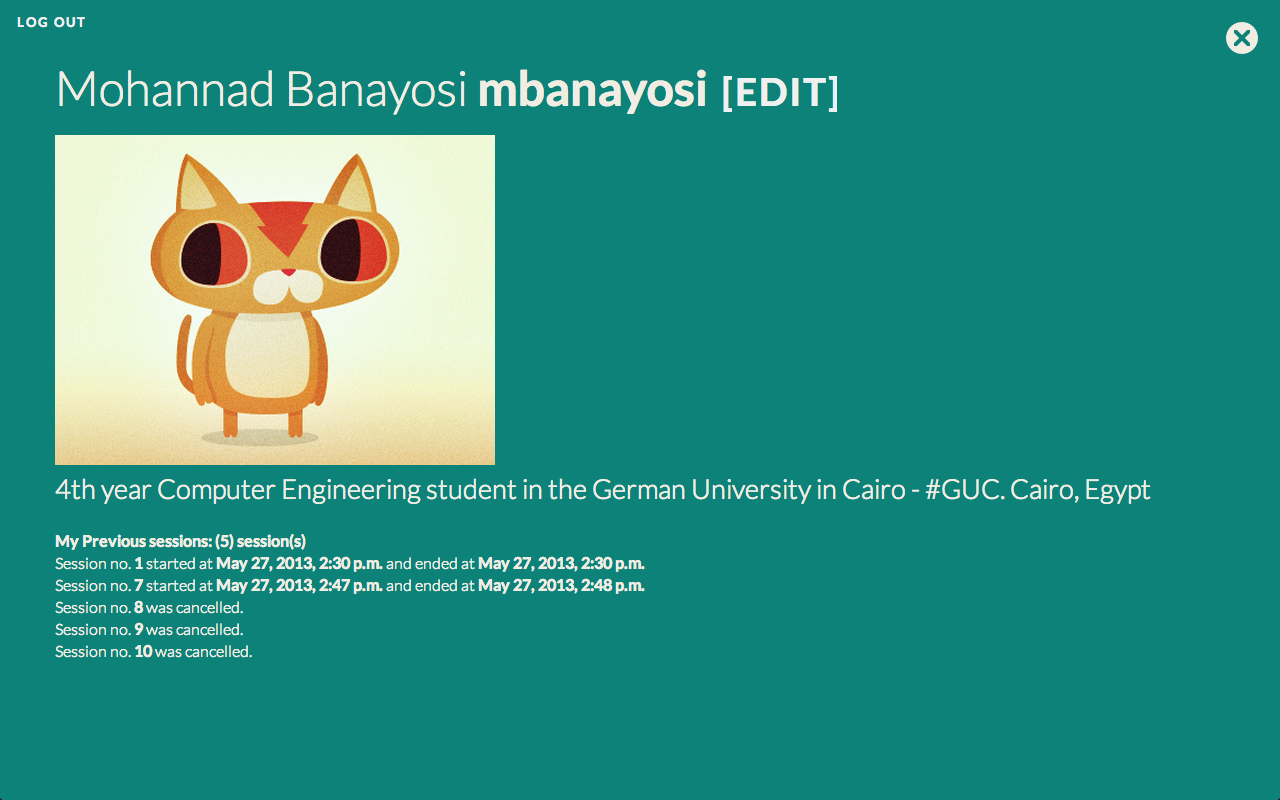 LOG OUT
Mohannad Banayosi mbanayosi [EDIT]
4th year Computer Engineering student in the German University in Cairo - #GUC. Cairo, Egypt
My Previous sessions: (5) session(s)
Session no. 1 started at May 27, 2013, 2:30 p.m. and ended at May 27, 2013, 2:30 p.m.
Session no. 7 started at May 27, 2013, 2:47 p.m. and ended at May 27, 2013, 2:48 p.m.
Session no. 8 was cancelled.
Session no. 9 was cancelled.
Session no. 10 was cancelled.